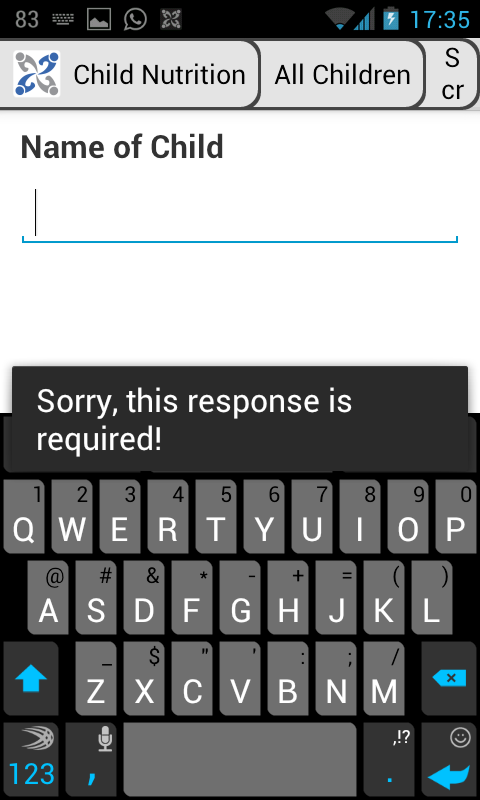 83 17:35
Child Nutrition All Children S
cr
Name of Child
Sorry, this response is
required!
1 2 3 4 5 6 7 8 9 0
Q W E R T Y U I O P
@ # & * - + = ( )
A S D F G H J K L
_ $ " ' : ; /
Z X C V B N M
,!?
123 , .